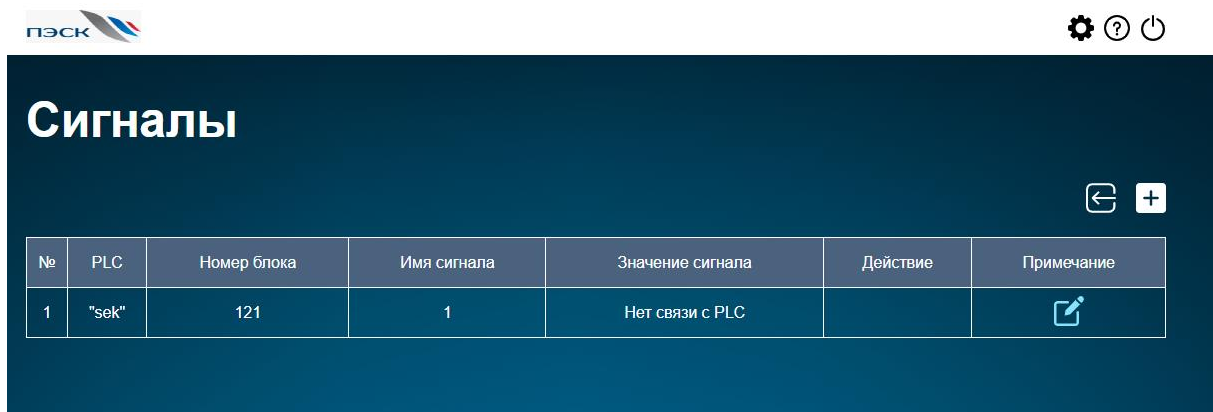 ПЭСК
Сигналы
№ PLC Номер блока Имя сигнала Значение сигнала Действие Примечание
1 "sek" 121 1 Нет связи с PLC